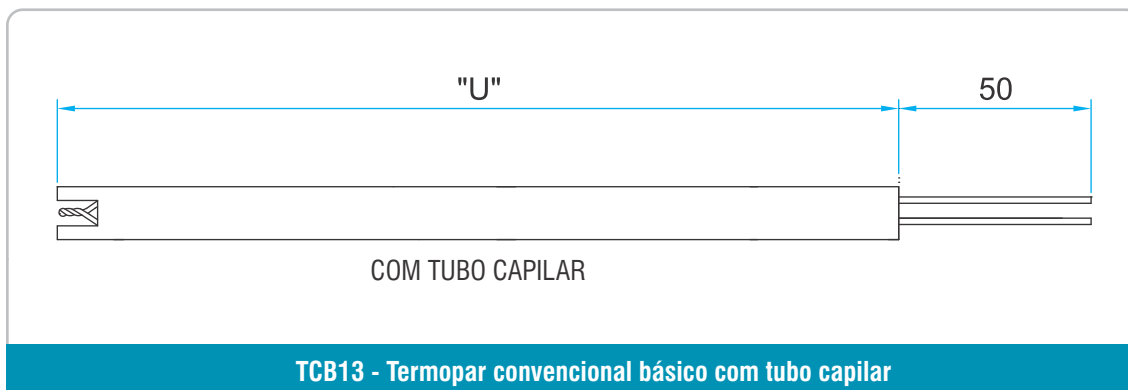 "U" 50
COM TUBO CAPILAR
TCB13 - Termopar convencional básico com tubo capilar